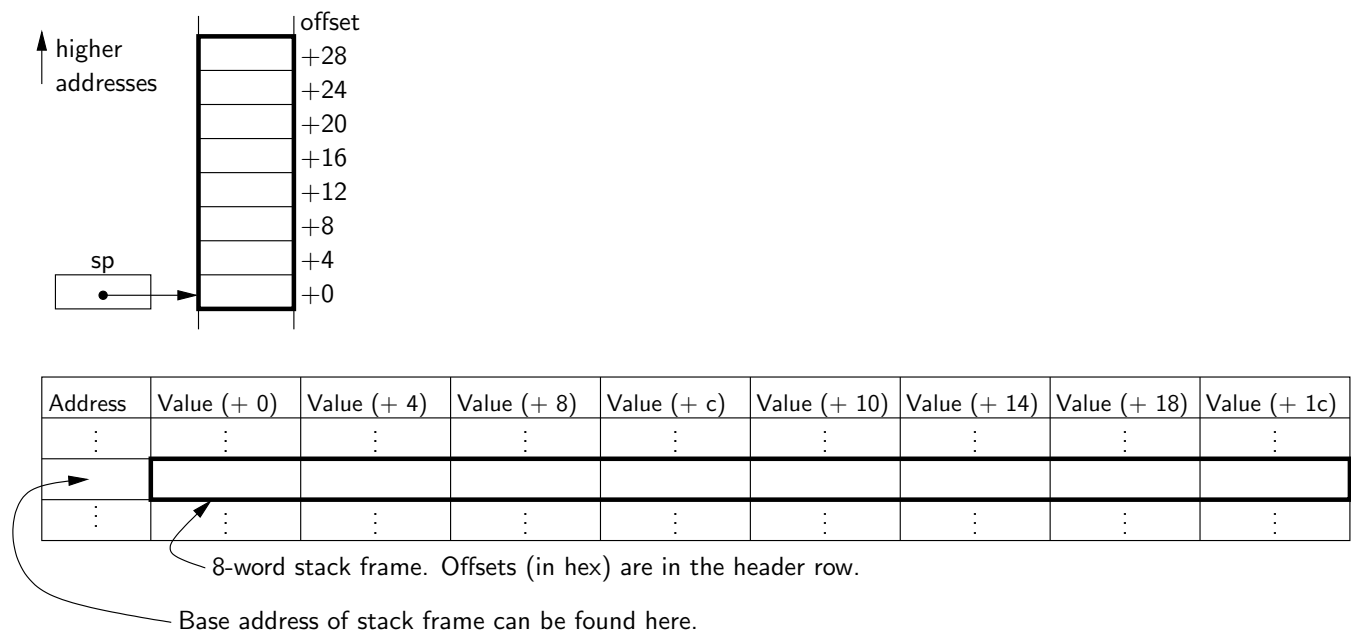 offset
higher
addresses
+28
+24
+20
+16
+12
+8
+4
+0
sp
Address Value (+ 0) Value (+ 4) Value (+ 8) Value (+ c) Value (+ 10) Value (+ 14) Value (+ 18) Value (+ 1c)
⋮ ⋮ ⋮ ⋮ ⋮ ⋮ ⋮ ⋮ ⋮
⋮ ⋮ ⋮ ⋮ ⋮ ⋮ ⋮ ⋮ ⋮
8-word stack frame. Offsets (in hex) are in the header row.
Base address of stack frame can be found here.